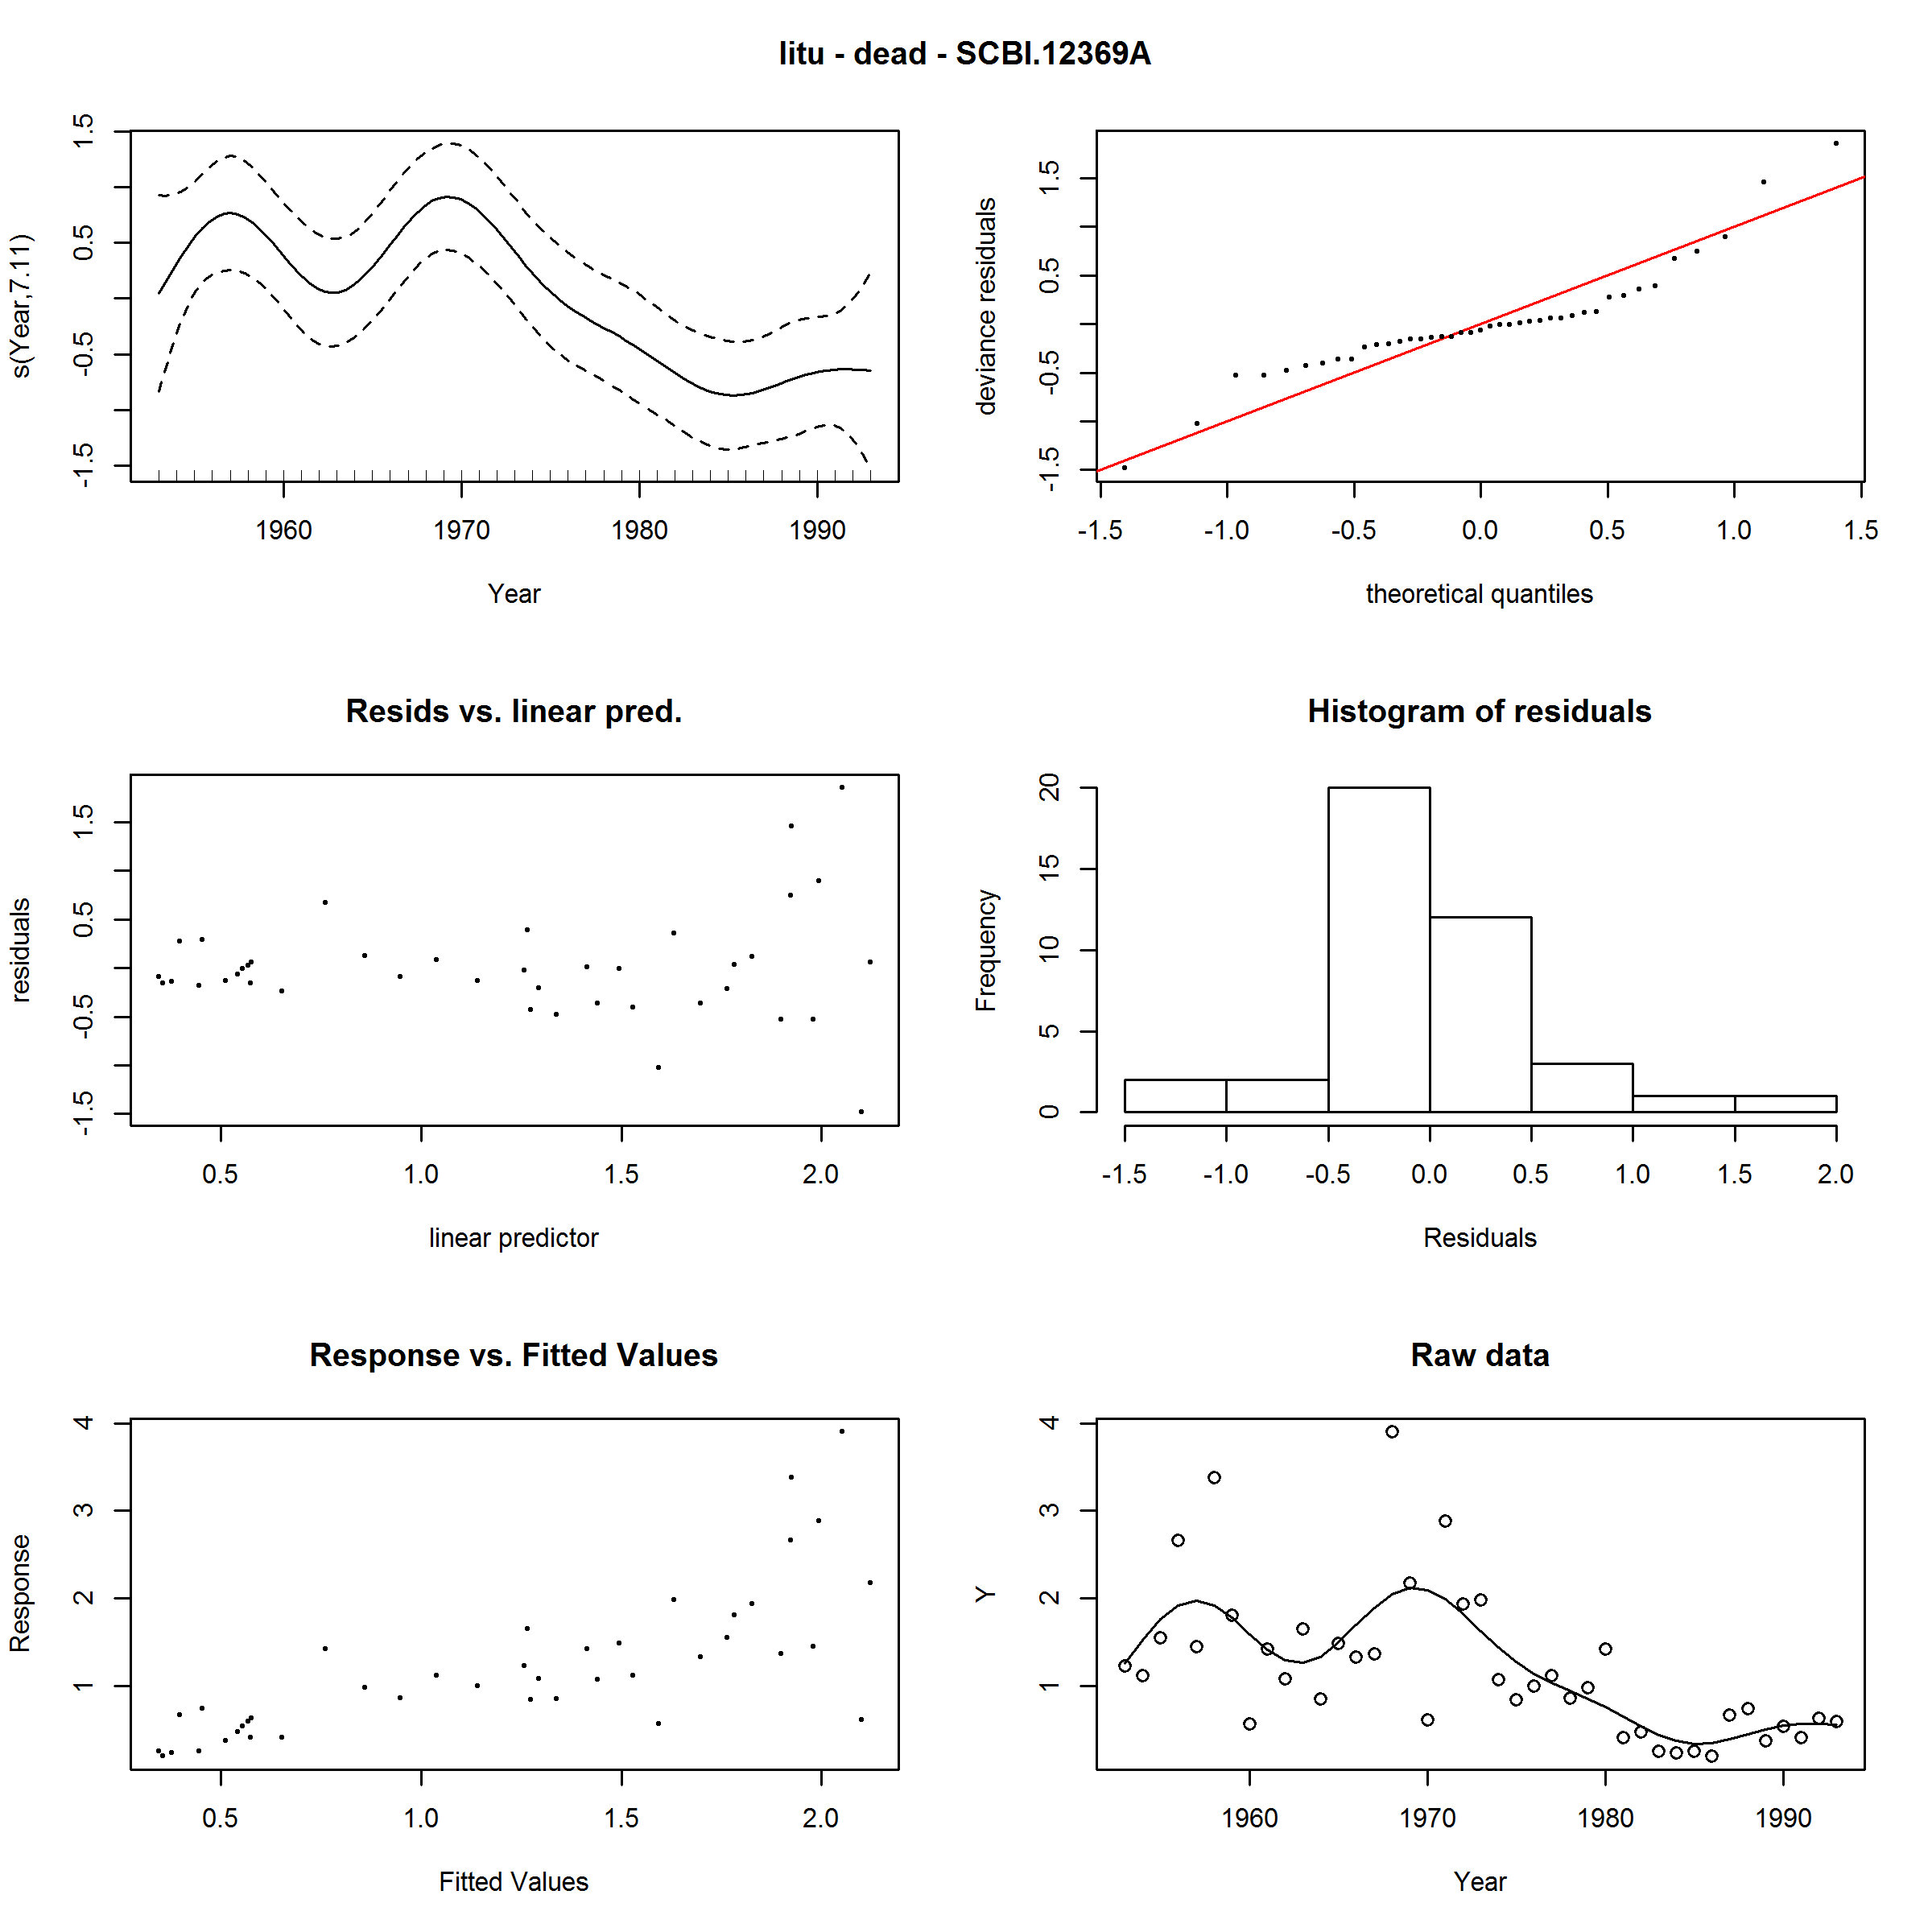 litu - dead - SCBI.12369A
s(Year,7.11)
-1.5 -0.5 0.5 1.5
1960 1970 1980 1990
Year
deviance residuals
-1.5 -0.5 0.5 1.5
-1.5 -1.0 -0.5 0.0 0.5 1.0 1.5
theoretical quantiles
Resids vs. linear pred.
residuals
-1.5 -0.5 0.5 1.5
0.5 1.0 1.5 2.0
linear predictor
Histogram of residuals
Frequency
0 5 10 15 20
-1.5 -1.0 -0.5 0.0 0.5 1.0 1.5 2.0
Residuals
Response vs. Fitted Values
Response
1 2 3 4
0.5 1.0 1.5 2.0
Fitted Values
Raw data
Y
1 2 3 4
1960 1970 1980 1990
Year